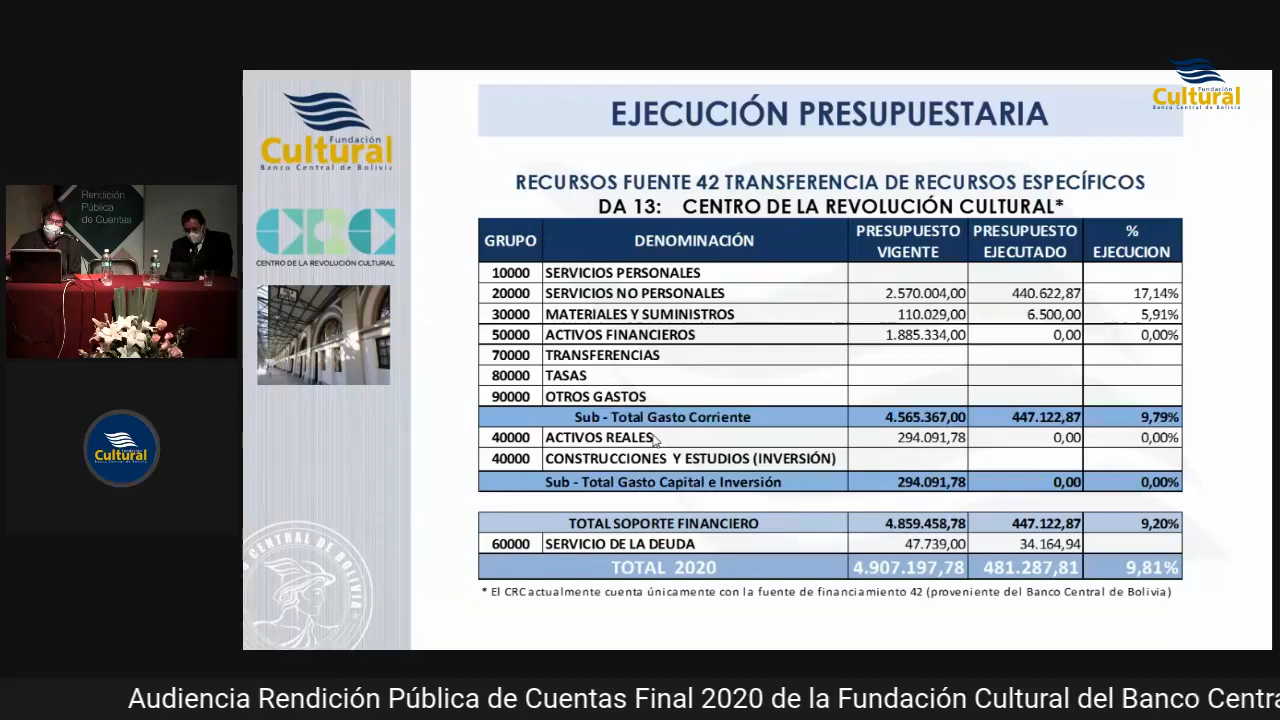 Fundación
Cultural
Banco Central de Bolivia
EJECUCIÓN PRESUPUESTARIA
Fundación
Cultural
Banco Central de Bolivia
CRC
CENTRO DE LA REVOLUCIÓN CULTURAL
Rendición
Pública
de Cuentas
Cultural
RECURSOS FUENTE 42 TRANSFERENCIA DE RECURSOS ESPECÍFICOS
DA 13: CENTRO DE LA REVOLUCIÓN CULTURAL*
GRUPO DENOMINACIÓN PRESUPUESTO VIGENTE PRESUPUESTO EJECUTADO % EJECUCION
10000 SERVICIOS PERSONALES
20000 SERVICIOS NO PERSONALES 2.570.004,00 440.622,87 17,14%
30000 MATERIALES Y SUMINISTROS 110.029,00 6.500,00 5,91%
50000 ACTIVOS FINANCIEROS 1.885.334,00 0,00 0,00%
70000 TRANSFERENCIAS
80000 TASAS
90000 OTROS GASTOS
Sub - Total Gasto Corriente 4.565.367,00 447.122,87 9,79%
40000 ACTIVOS REALES 294.091,78 0,00 0,00%
40000 CONSTRUCCIONES Y ESTUDIOS (INVERSIÓN)
Sub - Total Gasto Capital e Inversión 294.091,78 0,00 0,00%
TOTAL SOPORTE FINANCIERO 4.859.458,78 447.122,87 9,20%
60000 SERVICIO DE LA DEUDA 47.739,00 34.164,94
TOTAL 2020 4.907.197,78 481.287,81 9,81%
* El CRC actualmente cuenta únicamente con la fuente de financiamiento 42 (proveniente del Banco Central de Bolivia)
CENTRAL DE BOLIVIA
Audiencia Rendición Pública de Cuentas Final 2020 de la Fundación Cultural del Banco Centra